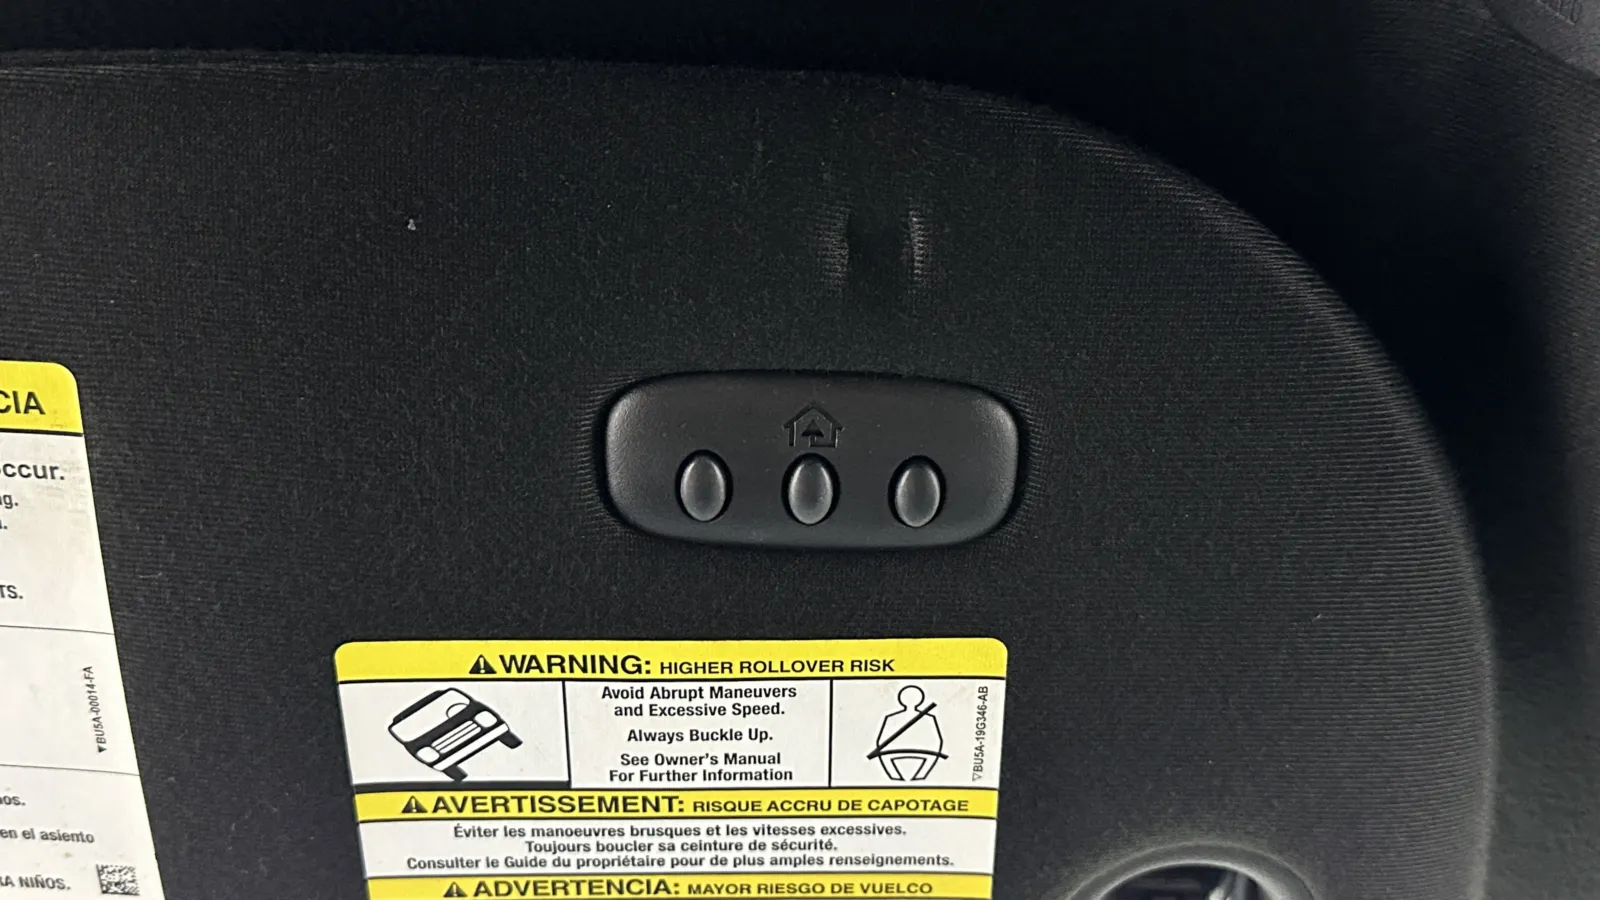 CIA
occur.
TS.
BU5A-00014-FA
en el asiento
NIÑOS.
WARNING: HIGHER ROLLOVER RISK
Avoid Abrupt Maneuvers
and Excessive Speed.
Always Buckle Up.
See Owner's Manual
For Further Information
BU5A-19G346-AB
AVERTISSEMENT: RISQUE ACCRU DE CAPOTAGE
Éviter les manoeuvres brusques et les vitesses excessives.
Toujours boucler sa ceinture de sécurité.
Consulter le Guide du propriétaire pour de plus amples renseignements.
ADVERTENCIA: MAYOR RIESGO DE VUELCO